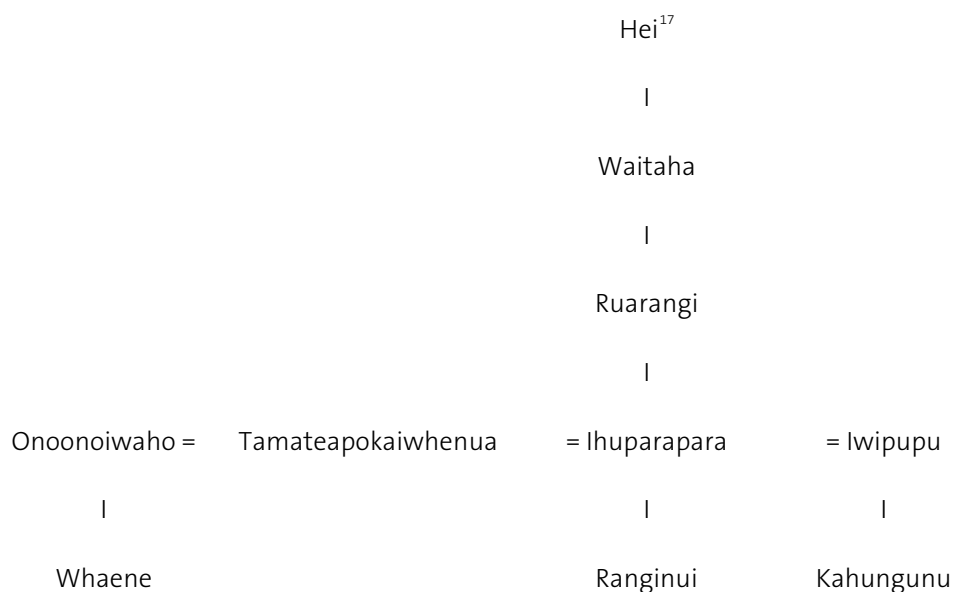 Hei¹⁷
|
Waitaha
|
Ruarangi
|
Onoonoiwaho = Tamateapokaiwhenua = Ihuparapara = Iwipupu
| | |
Whaene Ranginui Kahungunu